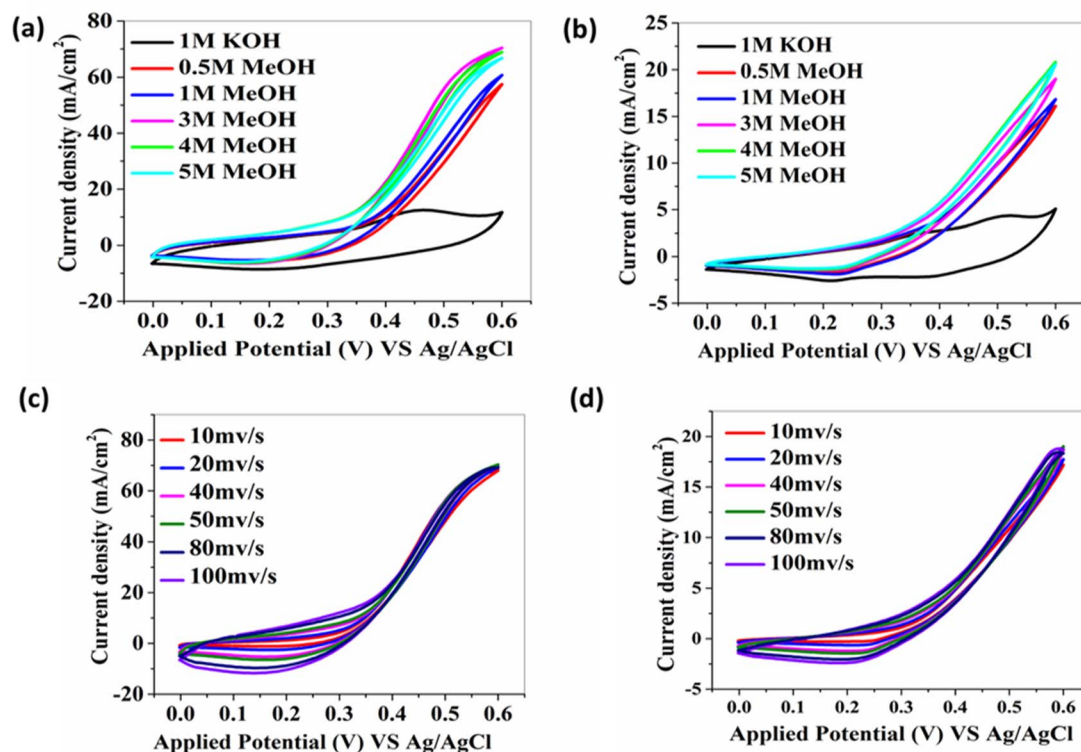 (a)
80
60
40
20
0
-20
Current density (mA/cm²)
1M KOH
0.5M MeOH
1M MeOH
3M MeOH
4M MeOH
5M MeOH
0.0 0.1 0.2 0.3 0.4 0.5 0.6
Applied Potential (V) VS Ag/AgCl
(b)
25
20
15
10
5
0
-5
Current density (mA/cm²)
1M KOH
0.5M MeOH
1M MeOH
3M MeOH
4M MeOH
5M MeOH
0.0 0.1 0.2 0.3 0.4 0.5 0.6
Applied Potential (V) VS Ag/AgCl
(c)
80
60
40
20
0
-20
Current density (mA/cm²)
10mv/s
20mv/s
40mv/s
50mv/s
80mv/s
100mv/s
0.0 0.1 0.2 0.3 0.4 0.5 0.6
Applied Potential (V) VS Ag/AgCl
(d)
20
15
10
5
0
-5
Current density (mA/cm²)
10mv/s
20mv/s
40mv/s
50mv/s
80mv/s
100mv/s
0.0 0.1 0.2 0.3 0.4 0.5 0.6
Applied Potential (V) VS Ag/AgCl